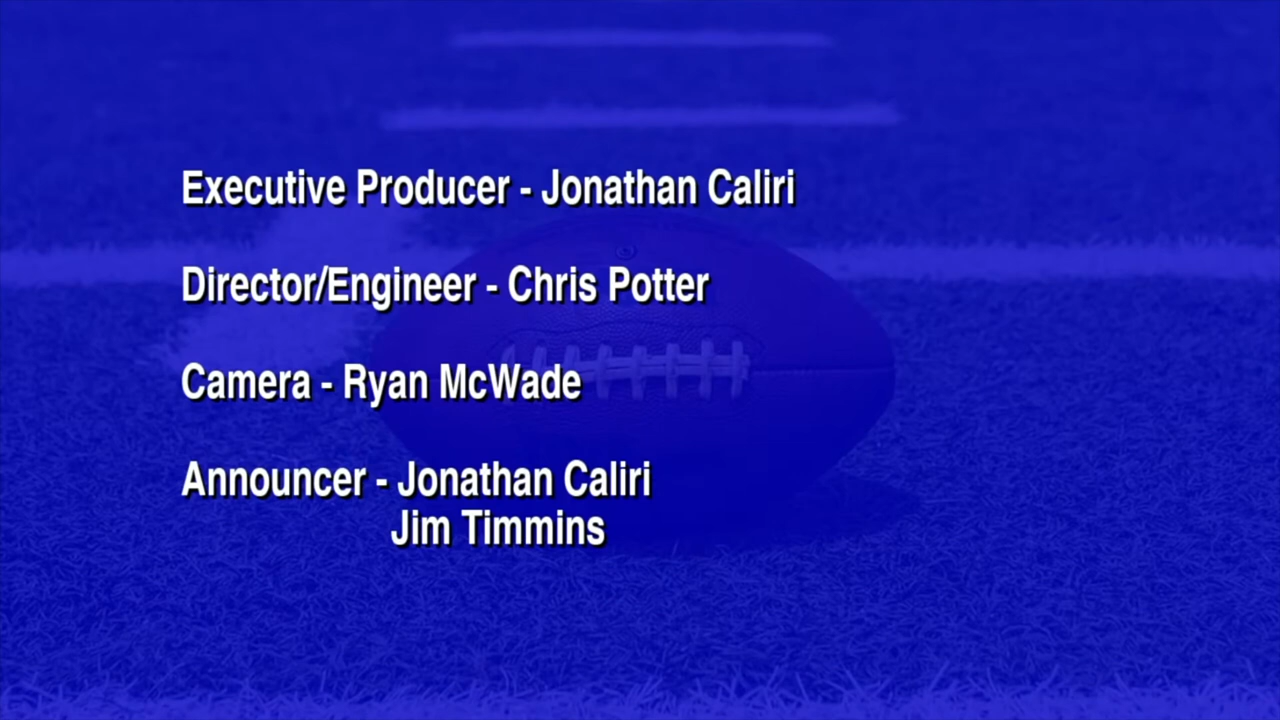 Executive Producer - Jonathan Caliri
Director/Engineer - Chris Potter
Camera - Ryan McWade
Announcer - Jonathan Caliri
Jim Timmins